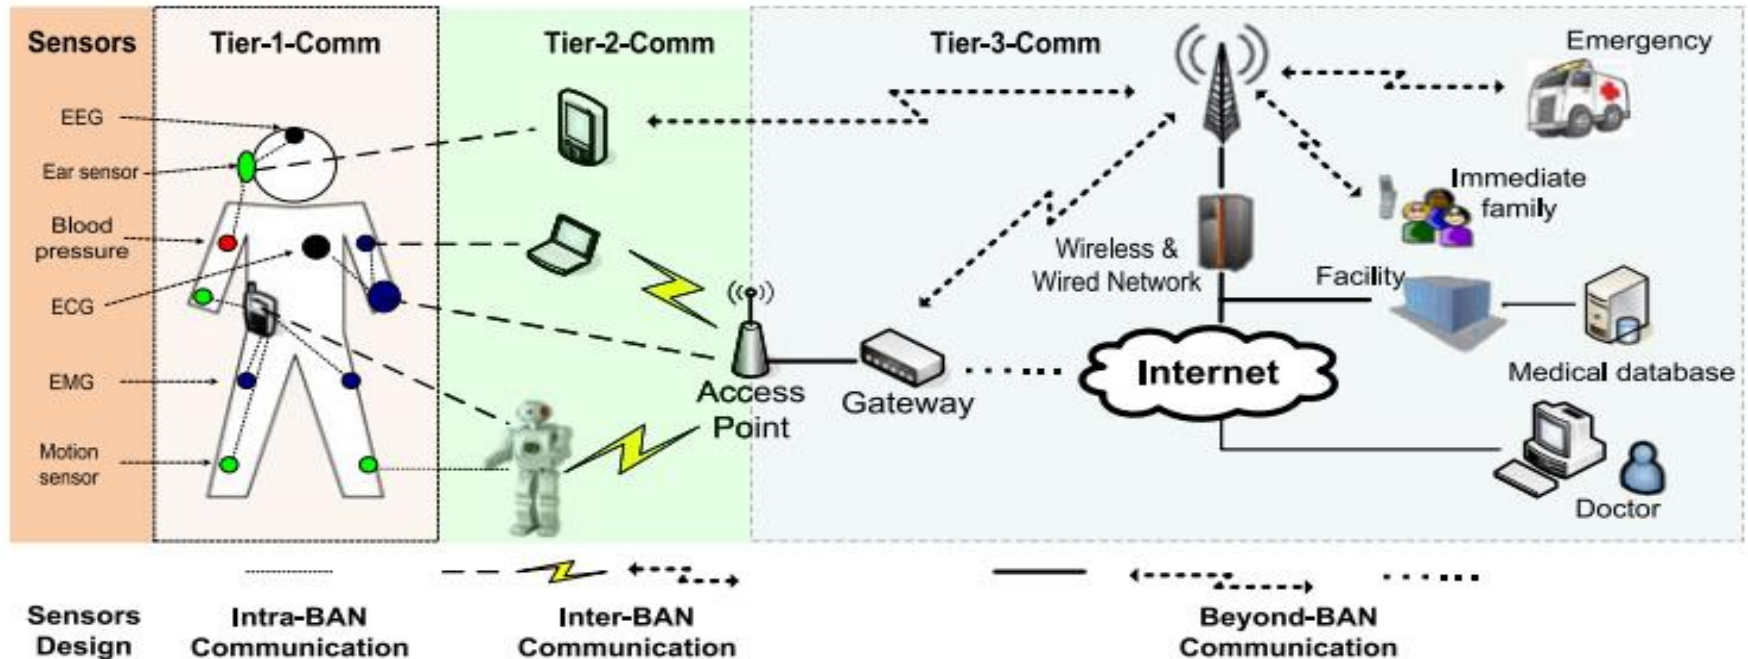 Sensors
Tier-1-Comm
Tier-2-Comm
Tier-3-Comm
EEG
Ear sensor
Blood
pressure
ECG
EMG
Motion
sensor
Access
Point
Gateway
Wireless &
Wired Network
Internet
Emergency
Immediate
family
Facility
Medical database
Doctor
Sensors
Design
Intra-BAN
Communication
Inter-BAN
Communication
Beyond-BAN
Communication